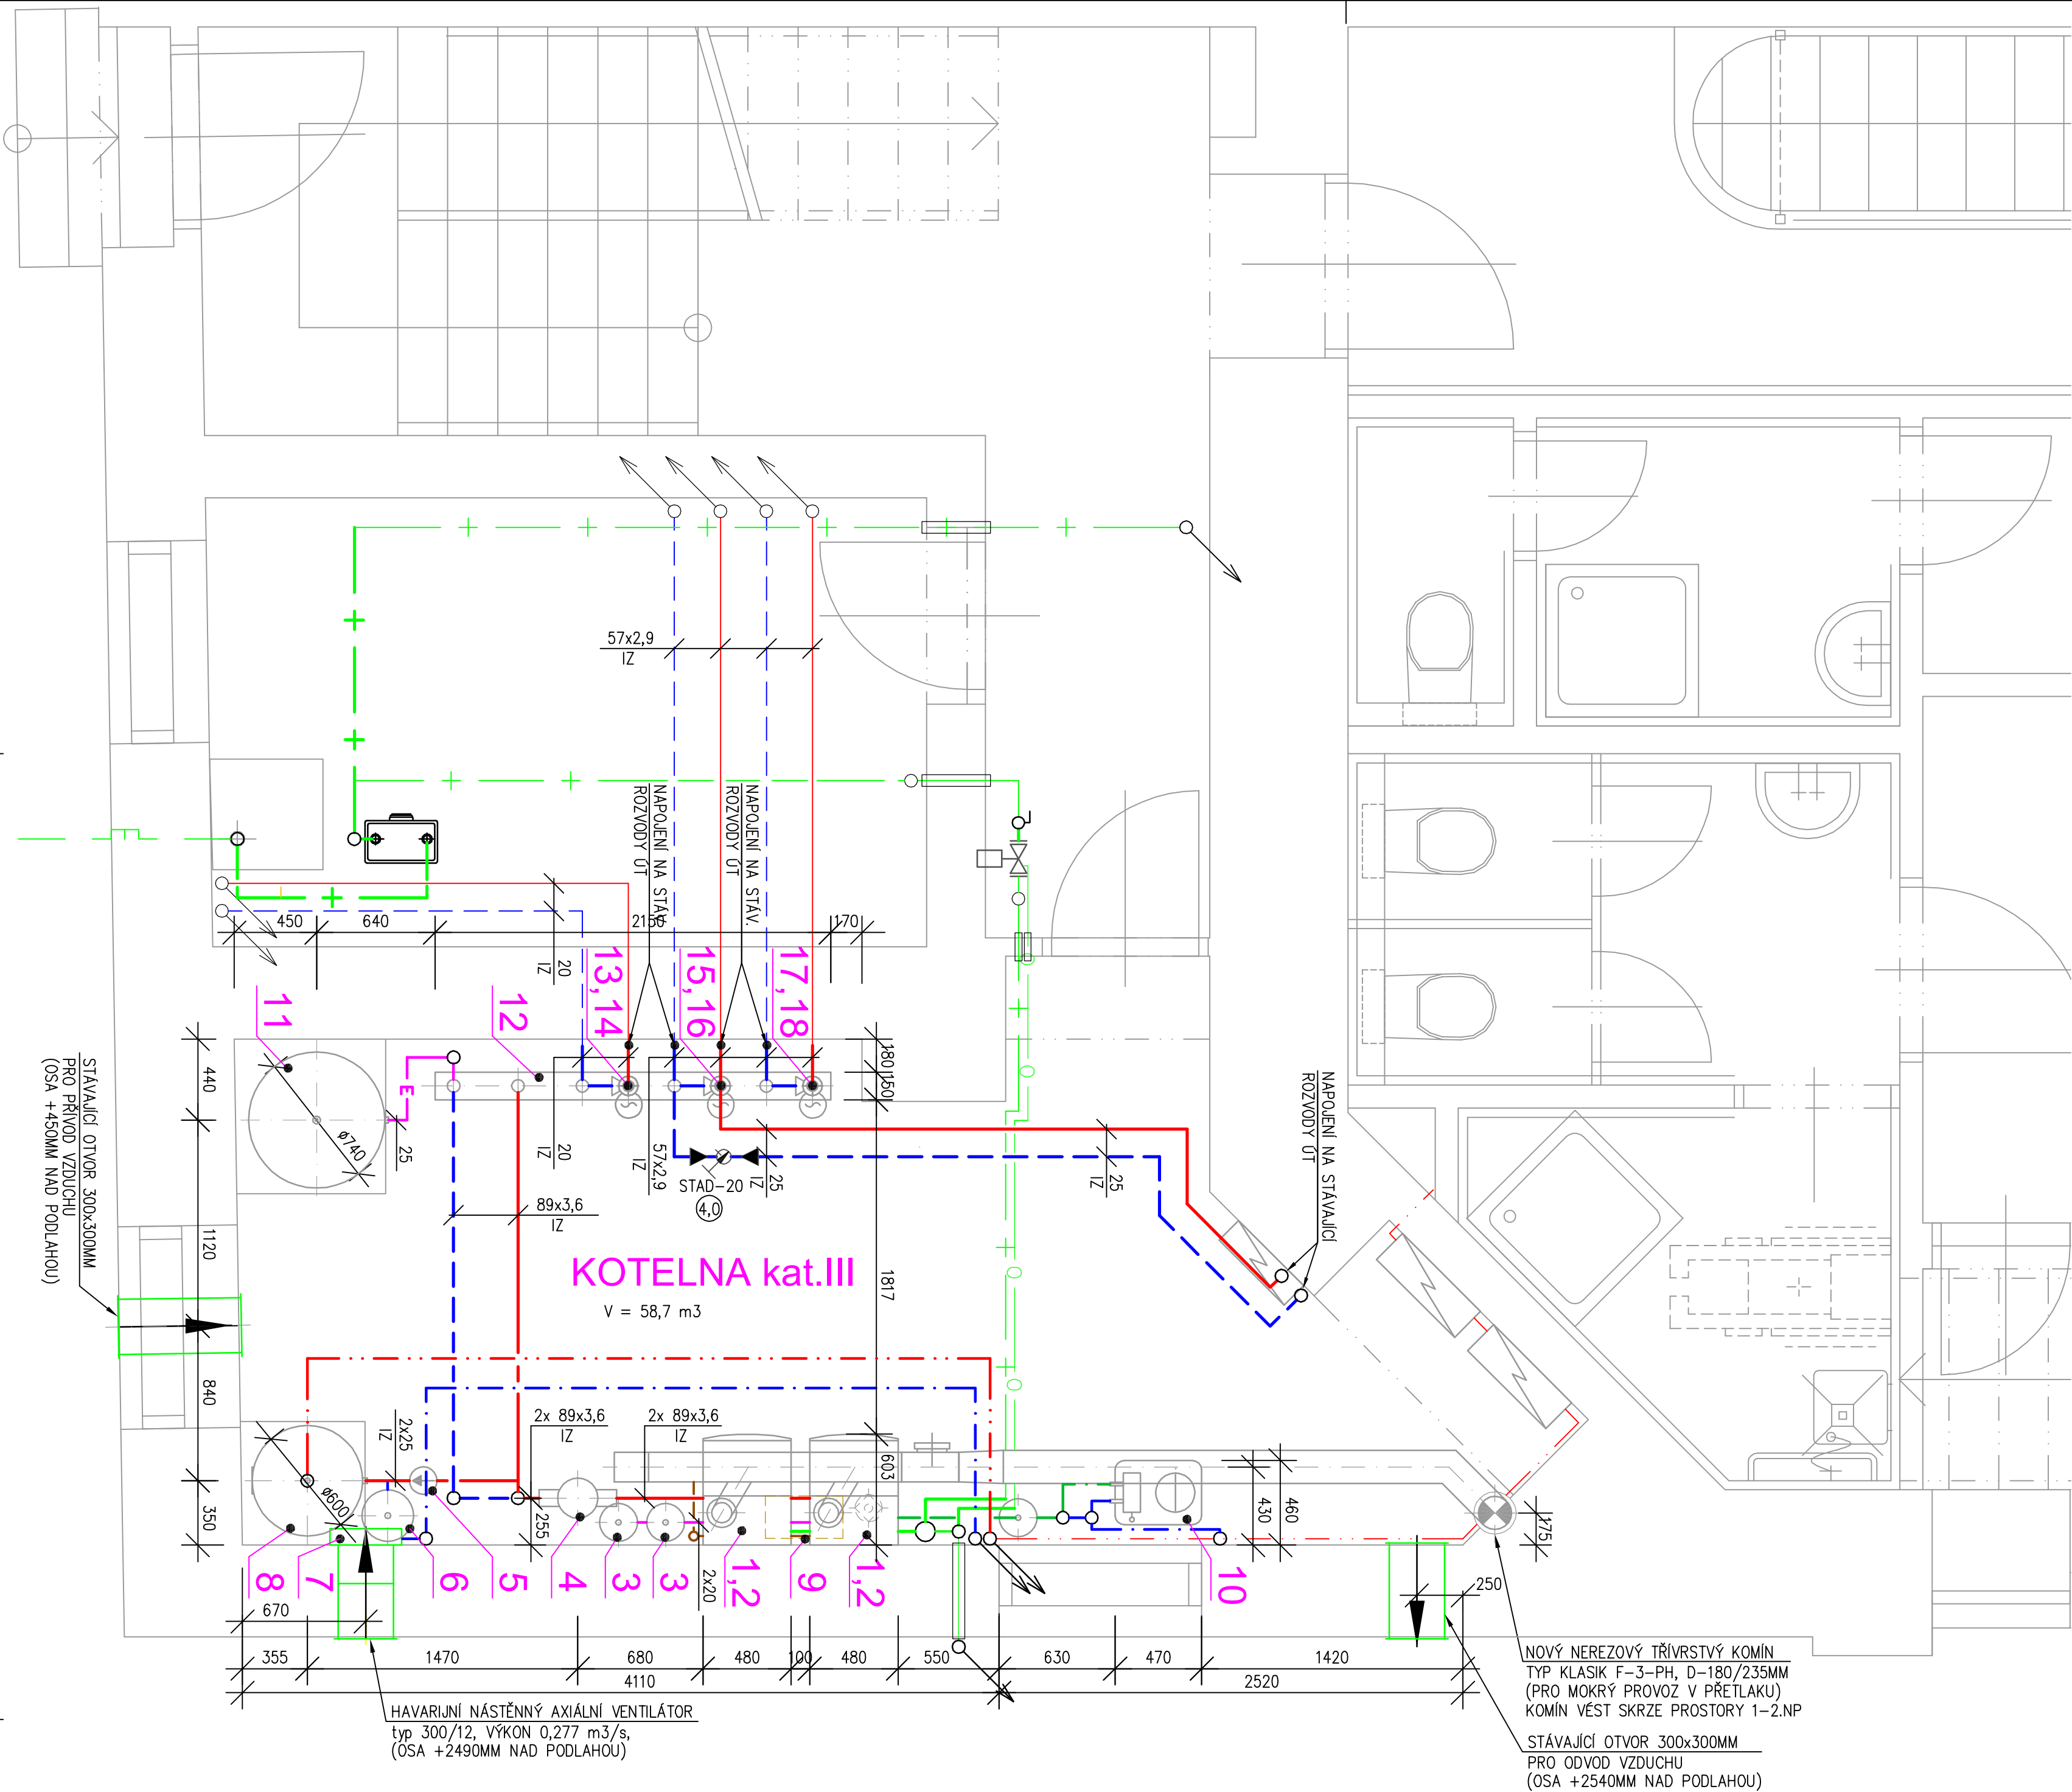 57x2,9
IZ
NAPOJENÍ NA STÁV.
ROZVODY ÚT
NAPOJENÍ NA STÁV.
ROZVODY ÚT
450
640
2150
170
20
IZ
13,14
15,16
17,18
11
12
180
150
440
1120
840
350
STÁVAJÍCÍ OTVOR 300x300MM
PRO PŘÍVOD VZDUCHU
(OSA +450MM NAD PODLAHOU)
E
ø740
25
20
IZ
57x2,9
IZ
STAD-20
4,0
25
IZ
25
IZ
NAPOJENÍ NA STÁVAJÍCÍ
ROZVODY ÚT
89x3,6
IZ
KOTELNA kat.III
V = 58,7 m3
1817
603
2x25
IZ
2x 89x3,6
IZ
2x 89x3,6
IZ
ø600
255
430
460
175
8
7
6
5
4
3
3
2x20
1,2
9
1,2
10
250
670
355
1470
680
480
100
480
550
630
470
1420
4110
2520
HAVARIJNÍ NÁSTĚNNÝ AXIÁLNÍ VENTILÁTOR
typ 300/12, VÝKON 0,277 m3/s,
(OSA +2490MM NAD PODLAHOU)
NOVÝ NEREZOVÝ TŘÍVRSTVÝ KOMÍN
TYP KLASIK F-3-PH, D-180/235MM
(PRO MOKRÝ PROVOZ V PŘETLAKU)
KOMÍN VÉST SKRZE PROSTORY 1-2.NP
STÁVAJÍCÍ OTVOR 300x300MM
PRO ODVOD VZDUCHU
(OSA +2540MM NAD PODLAHOU)